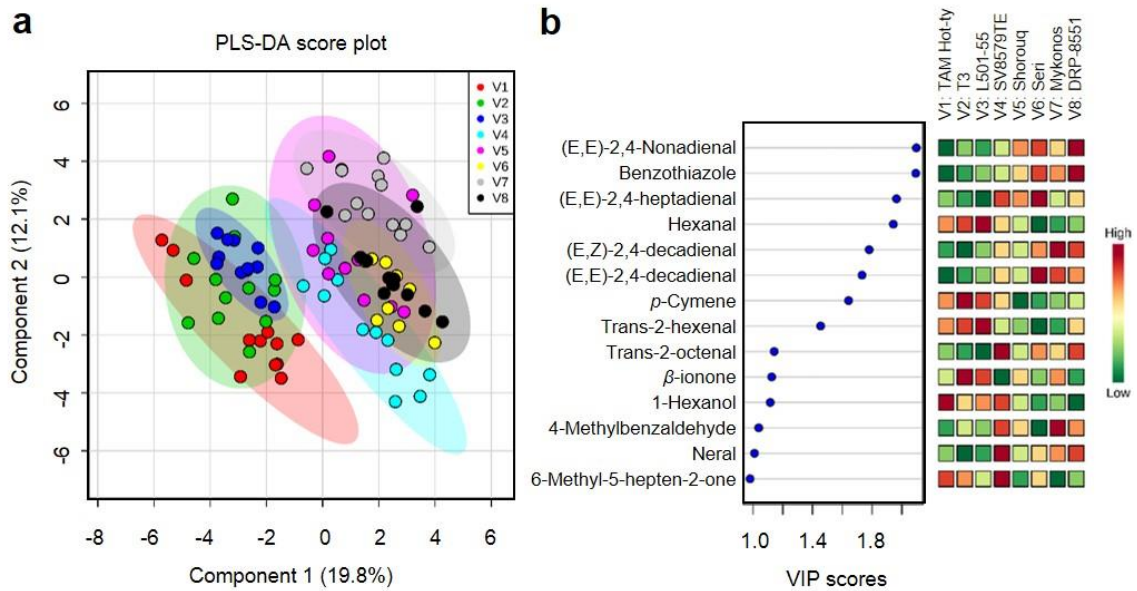 a
PLS-DA score plot
Component 2 (12.1%)
6
4
2
0
-2
-4
-6
-8 -6 -4 -2 0 2 4 6
Component 1 (19.8%)
V1
V2
V3
V4
V5
V6
V7
V8
b
V1: TAM Hot-ty
V2: T3
V3: L501-55
V4: SV8579TE
V5: Shorouq
V6: Seri
V7: Mykonos
V8: DRP-8551
(E,E)-2,4-Nonadienal
Benzothiazole
(E,E)-2,4-heptadienal
Hexanal
(E,Z)-2,4-decadienal
(E,E)-2,4-decadienal
p-Cymene
Trans-2-hexenal
Trans-2-octenal
β-ionone
1-Hexanol
4-Methylbenzaldehyde
Neral
6-Methyl-5-hepten-2-one
1.0 1.4 1.8
VIP scores
High
Low